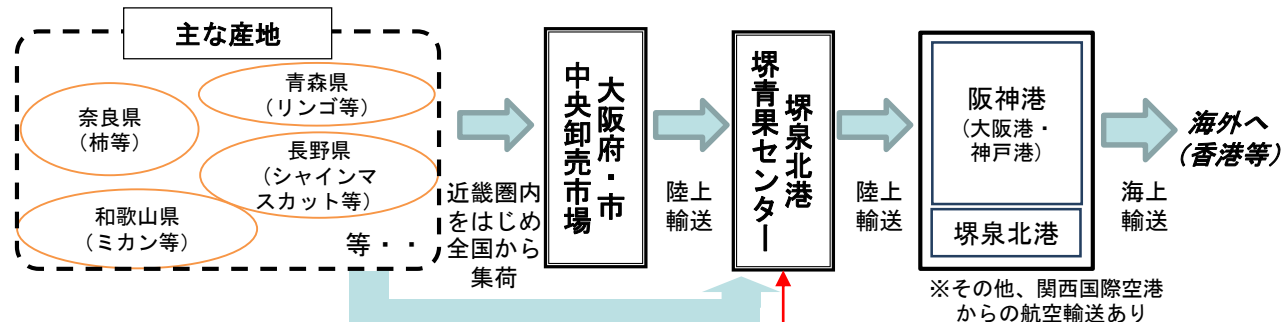 主な産地
青森県
(リンゴ等)
奈良県
(柿等)
長野県
(シャインマ
スカット等)
和歌山県
(ミカン等)
等・・
近畿圏内
をはじめ
全国から
集荷
大阪府・市
中央卸売市場
陸上
輸送
堺泉北港
堺青果センター
陸上
輸送
阪神港
(大阪港・
神戸港)
堺泉北港
※その他、関西国際空港
からの航空輸送あり
海上
輸送
海外へ
(香港等)